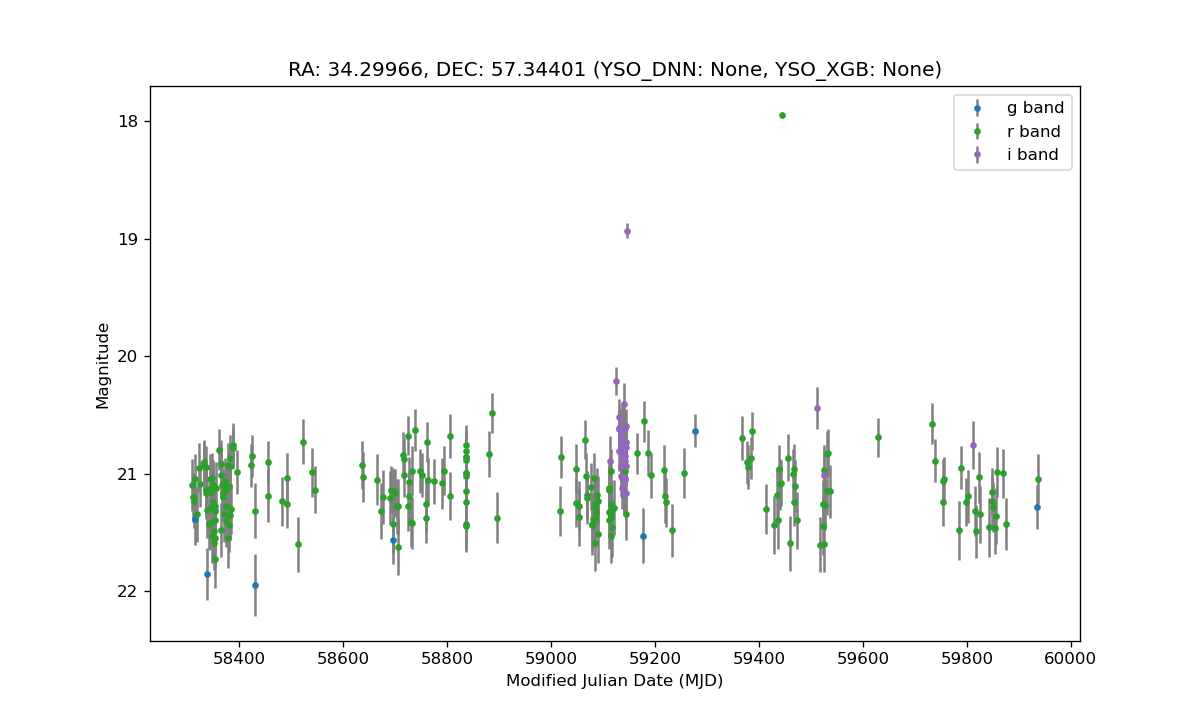 RA: 34.29966, DEC: 57.34401 (YSO_DNN: None, YSO_XGB: None)
g band
r band
i band
18
19
20
21
22
Magnitude
58400 58600 58800 59000 59200 59400 59600 59800 60000
Modified Julian Date (MJD)